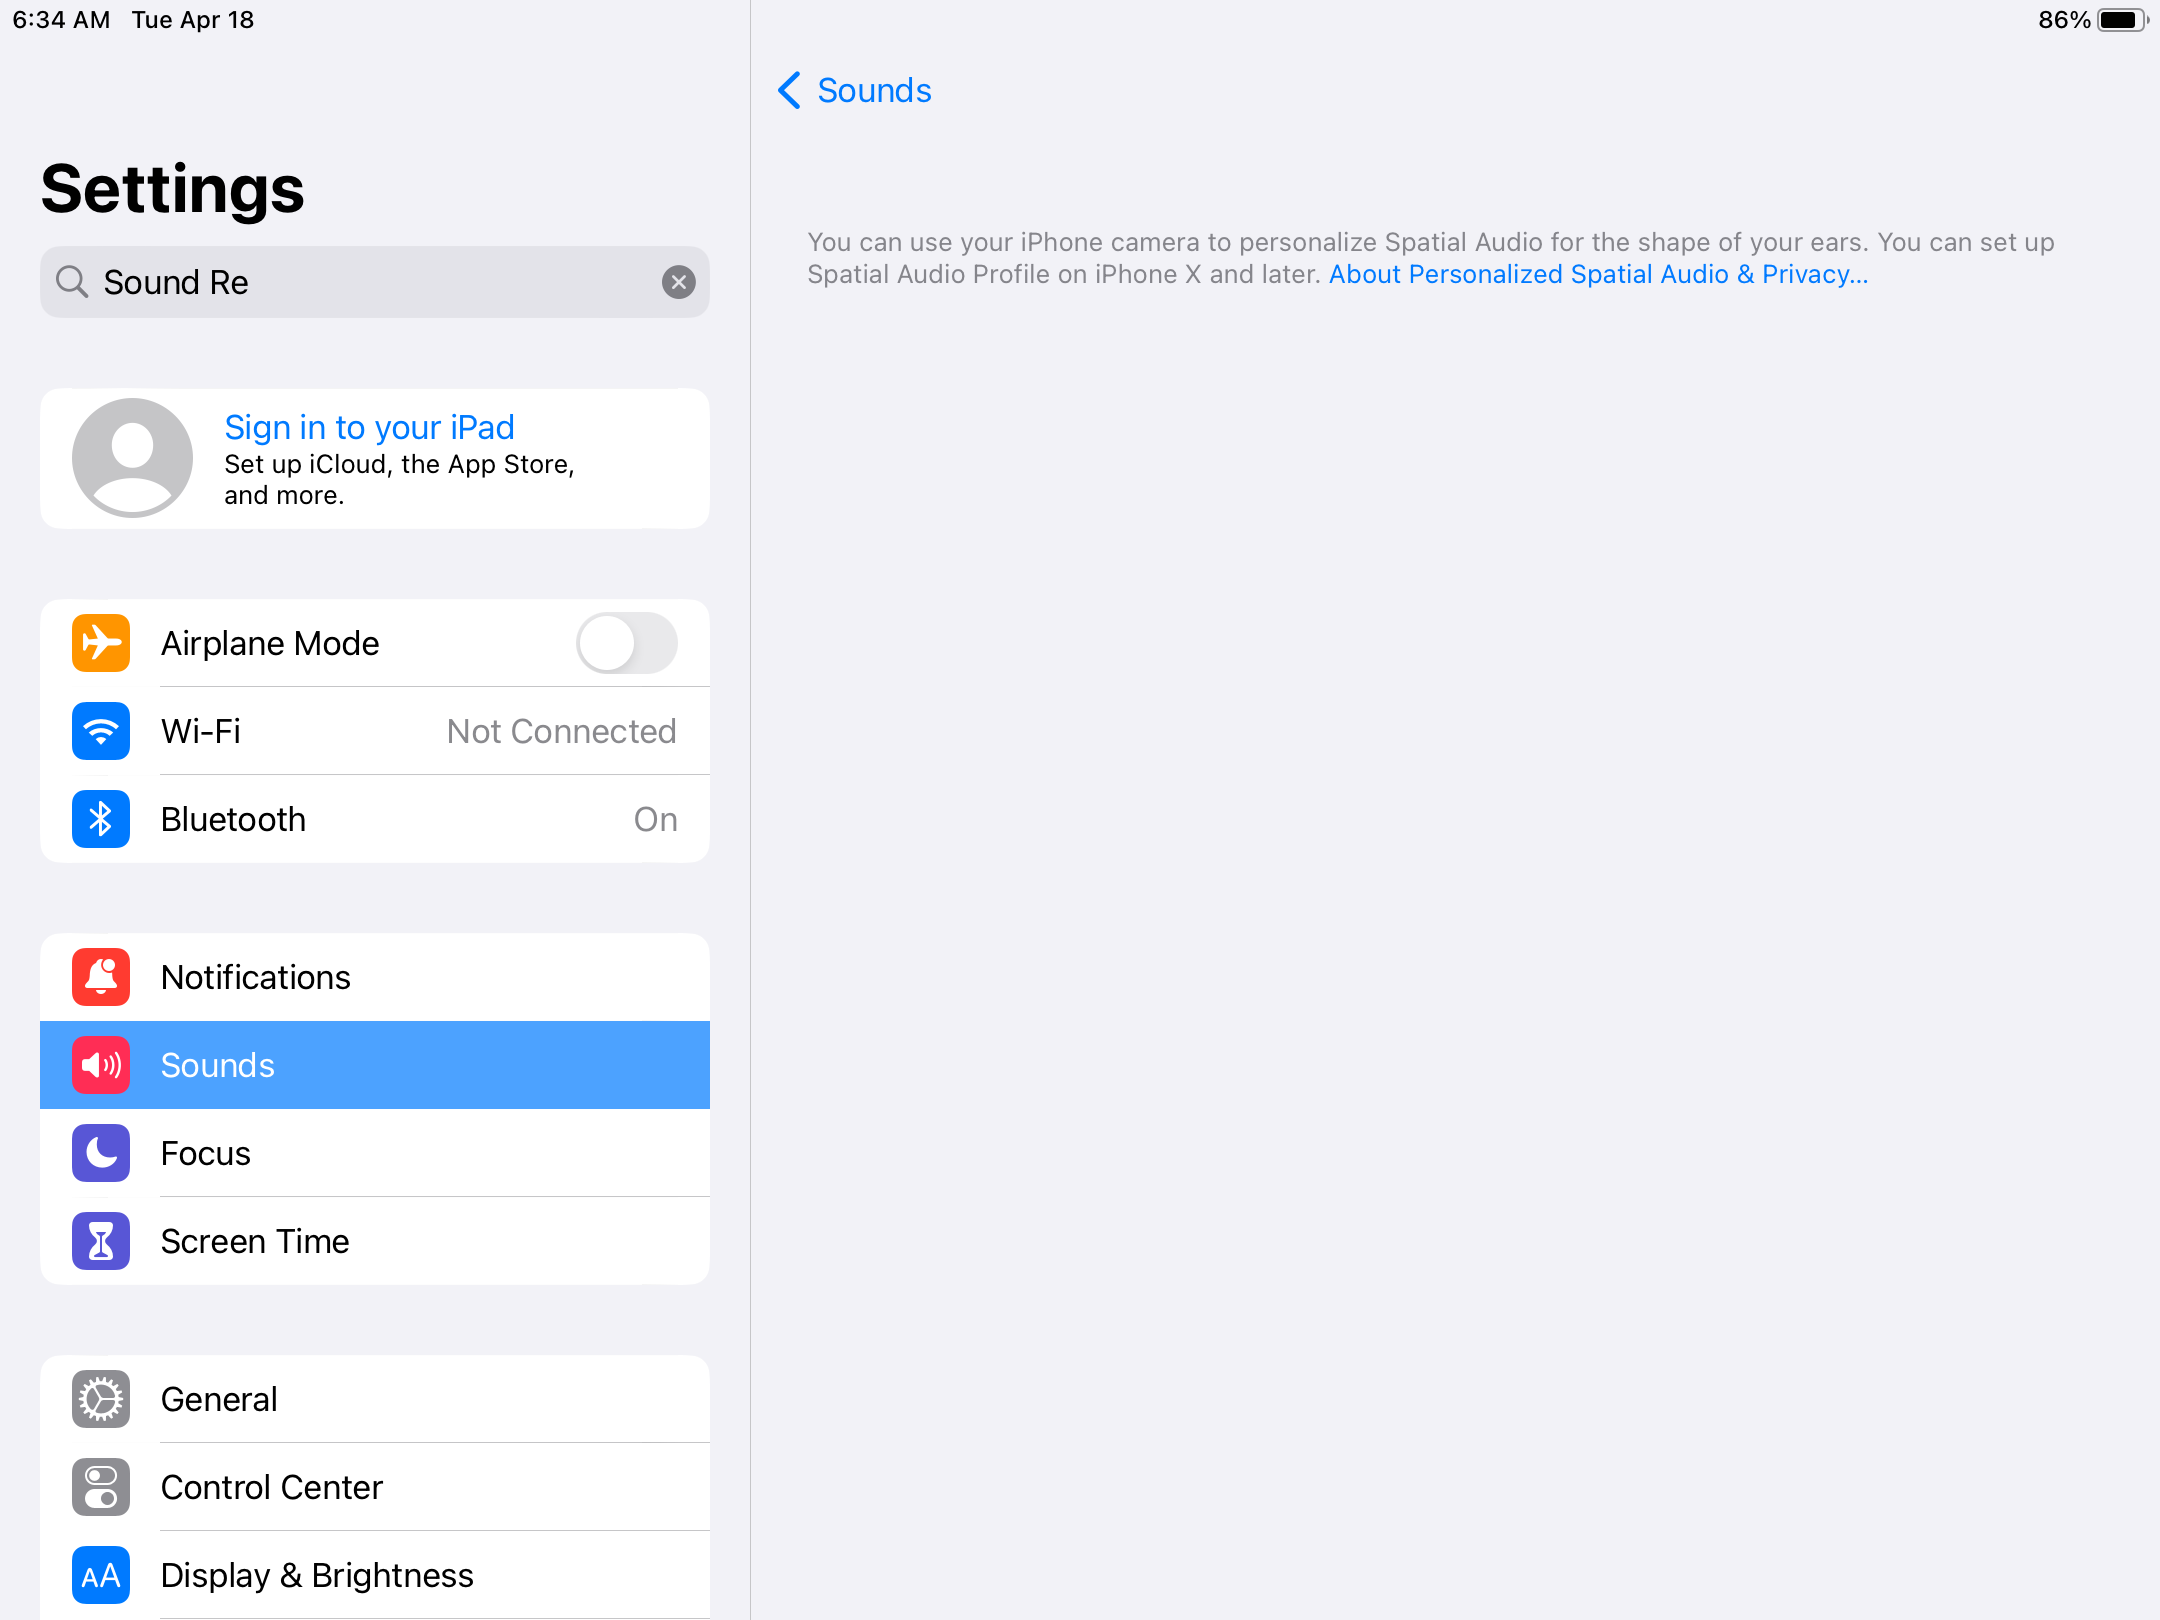 6:34 AM Tue Apr 18
86%
Settings
Sound Re
Sign in to your iPad
Set up iCloud, the App Store,
and more.
Airplane Mode
Wi-Fi Not Connected
Bluetooth On
Notifications
Sounds
Focus
Screen Time
General
Control Center
AA Display & Brightness
Sounds
You can use your iPhone camera to personalize Spatial Audio for the shape of your ears. You can set up
Spatial Audio Profile on iPhone X and later. About Personalized Spatial Audio & Privacy...